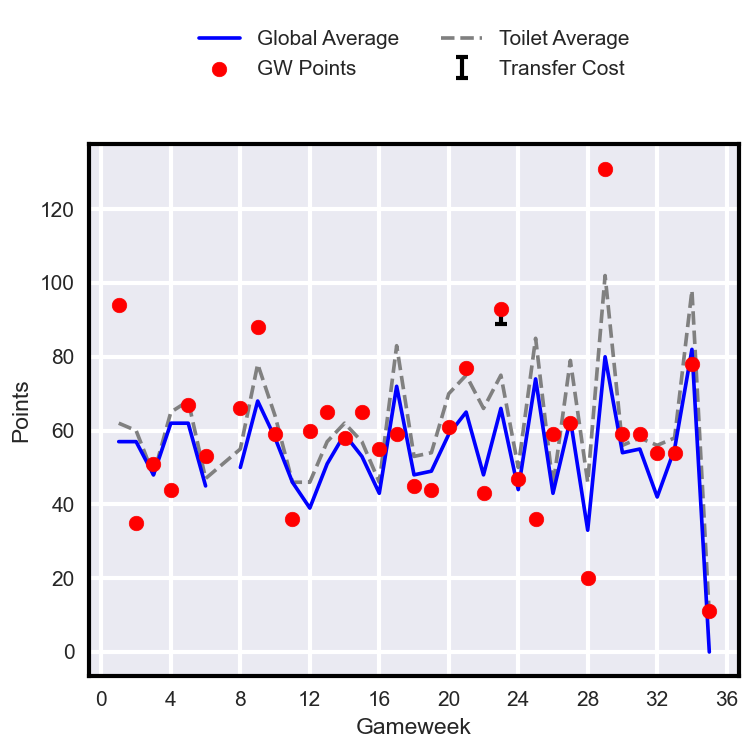 Global Average
Toilet Average
GW Points
Transfer Cost
120
100
80
60
40
20
0
Points
0 4 8 12 16 20 24 28 32 36
Gameweek